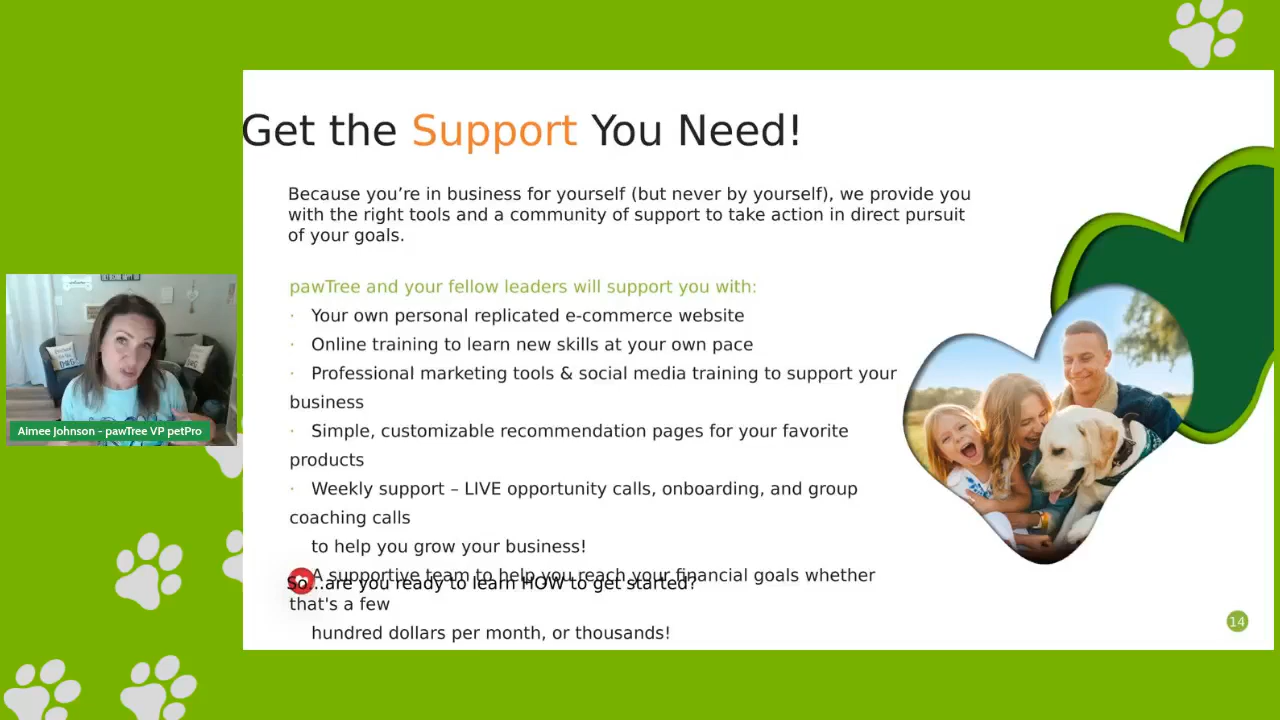 Get the Support You Need!
Because you’re in business for yourself (but never by yourself), we provide you
with the right tools and a community of support to take action in direct pursuit
of your goals.
pawTree and your fellow leaders will support you with:
· Your own personal replicated e-commerce website
· Online training to learn new skills at your own pace
· Professional marketing tools & social media training to support your
business
· Simple, customizable recommendation pages for your favorite
products
· Weekly support – LIVE opportunity calls, onboarding, and group
coaching calls
to help you grow your business!
A supportive team to help you reach your financial goals whether
So...are you ready to learn HOW to get started?
that's a few
hundred dollars per month, or thousands!
14
Aimee Johnson – pawTree VP petPro